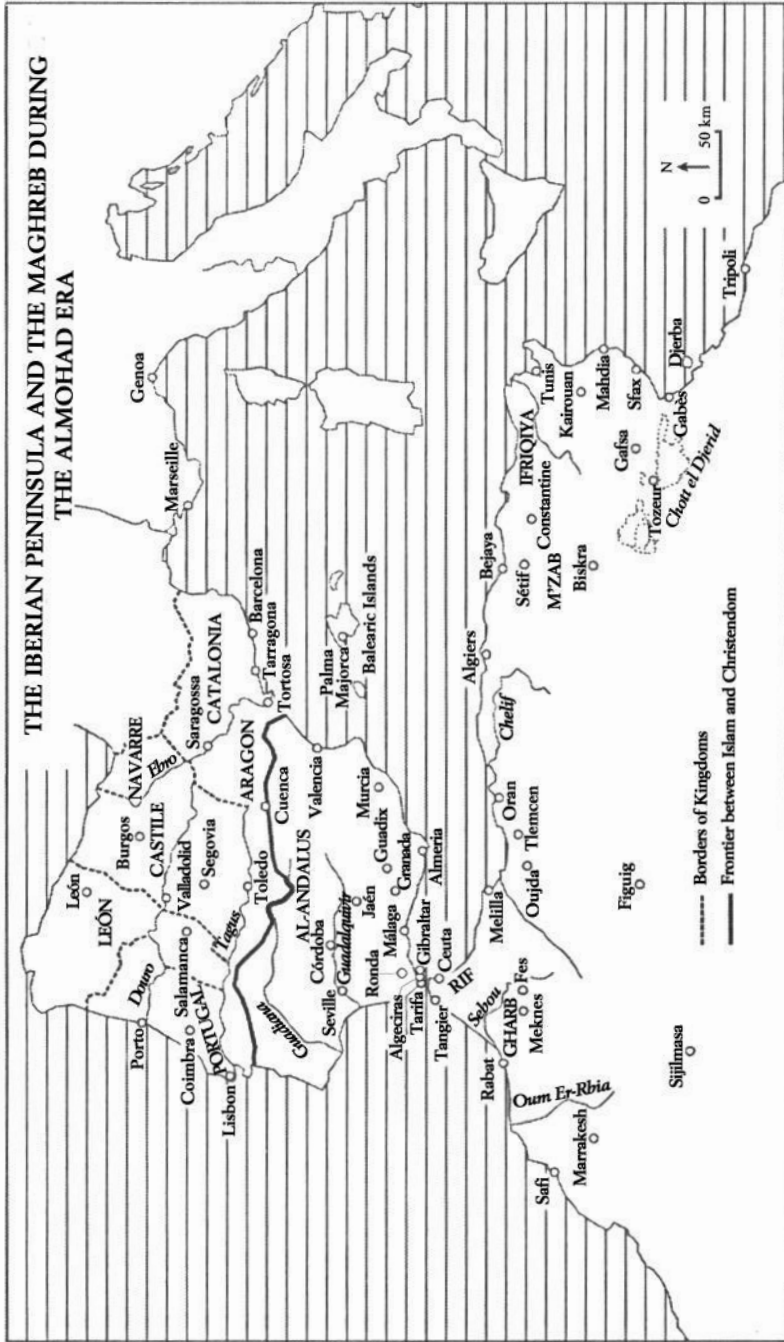 THE IBERIAN PENINSULA AND THE MAGHREB DURING
THE ALMOHAD ERA
León
LEÓN
Burgos
NAVARRE
Ebro
CASTILE
Valladolid
Segovia
Saragossa
CATALONIA
ARAGON
Barcelona
Tarragona
Tortosa
Marseille
Genoa
Porto
Douro
Salamanca
Coimbra
PORTUGAL
Tagus
Lisbon
Toledo
Cuenca
Valencia
Palma
Majorca
Balearic Islands
Guadiana
AL-ANDALUS
Córdoba
Guadalquivir
Seville
Jaén
Murcia
Guadix
Granada
Almeria
Ronda
Málaga
Algeciras
Gibraltar
Tarifa
Ceuta
Tangier
RIF
Melilla
Oran
Tlemcen
Oujda
Chelif
Algiers
Bejaya
Sétif
M'ZAB
Constantine
Biskra
IFRIQIYA
Tunis
Kairouan
Mahdia
Sfax
Gafsa
Gabès
Djerba
Tozeur
Chott el Djerid
Tripoli
Sebou
Rabat
GHARB
Fes
Meknes
Oum Er-Rbia
Safi
Marrakesh
Sijilmasa
Figuig
Borders of Kingdoms
Frontier between Islam and Christendom
N
0 50 km